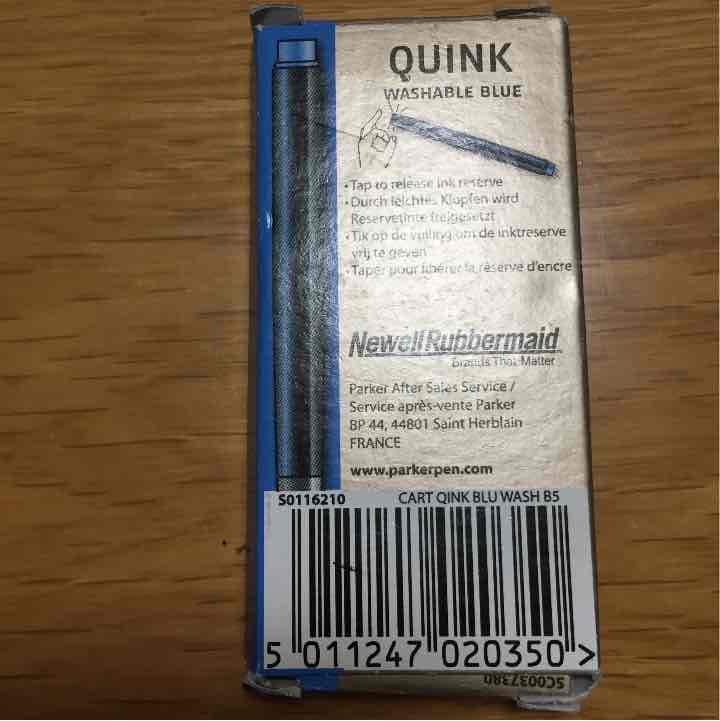 QUINK
WASHABLE BLUE
• Tap to release ink reserve
• Durch leichtes Klopfen wird
Reservetinte freigesetzt
• Tik op de vulling om de inktreserve
vrij te geven
• Taper pour libérer la réserve d'encre
Newell Rubbermaid
Brands That Matter
Parker After Sales Service /
Service après-vente Parker
BP 44, 44801 Saint Herblain
FRANCE
www.parkerpen.com
S0116210 CART QINK BLU WASH B5
5 011247 020350 >
SC0037380